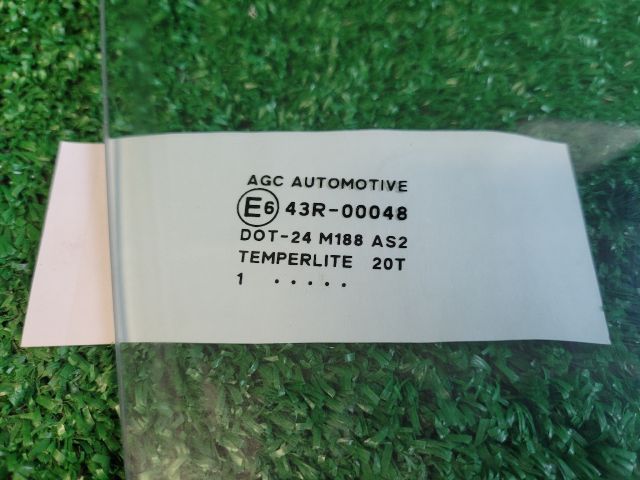 AGC AUTOMOTIVE
E6 43R-00048
DOT-24 M188 AS2
TEMPERLITE 20T
1 .....